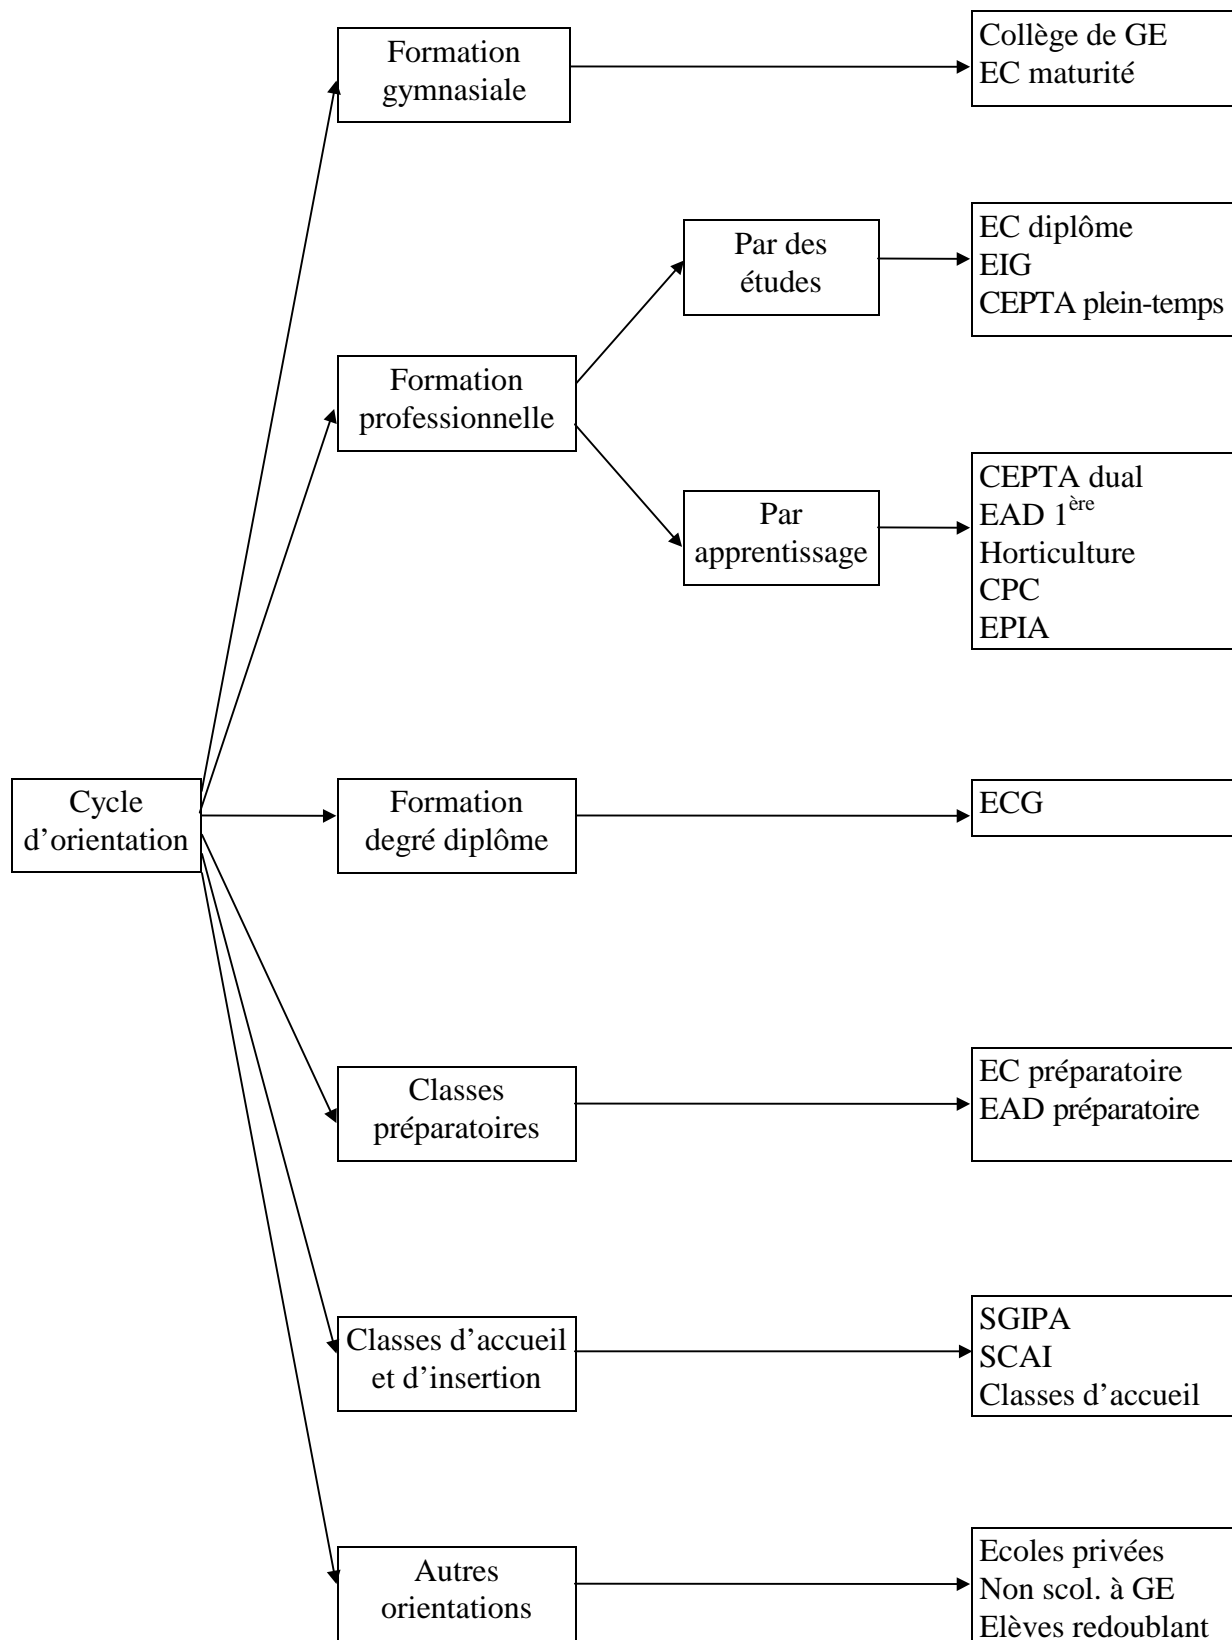 Formation
gymnasiale
Collège de GE
EC maturité
Par des
études
EC diplôme
EIG
CEPTA plein-temps
Formation
professionnelle
Par
apprentissage
CEPTA dual
EAD 1ère
Horticulture
CPC
EPIA
Cycle
d’orientation
Formation
degré diplôme
ECG
Classes
préparatoires
EC préparatoire
EAD préparatoire
Classes d’accueil
et d’insertion
SGIPA
SCAI
Classes d’accueil
Autres
orientations
Ecoles privées
Non scol. à GE
Elèves redoublant